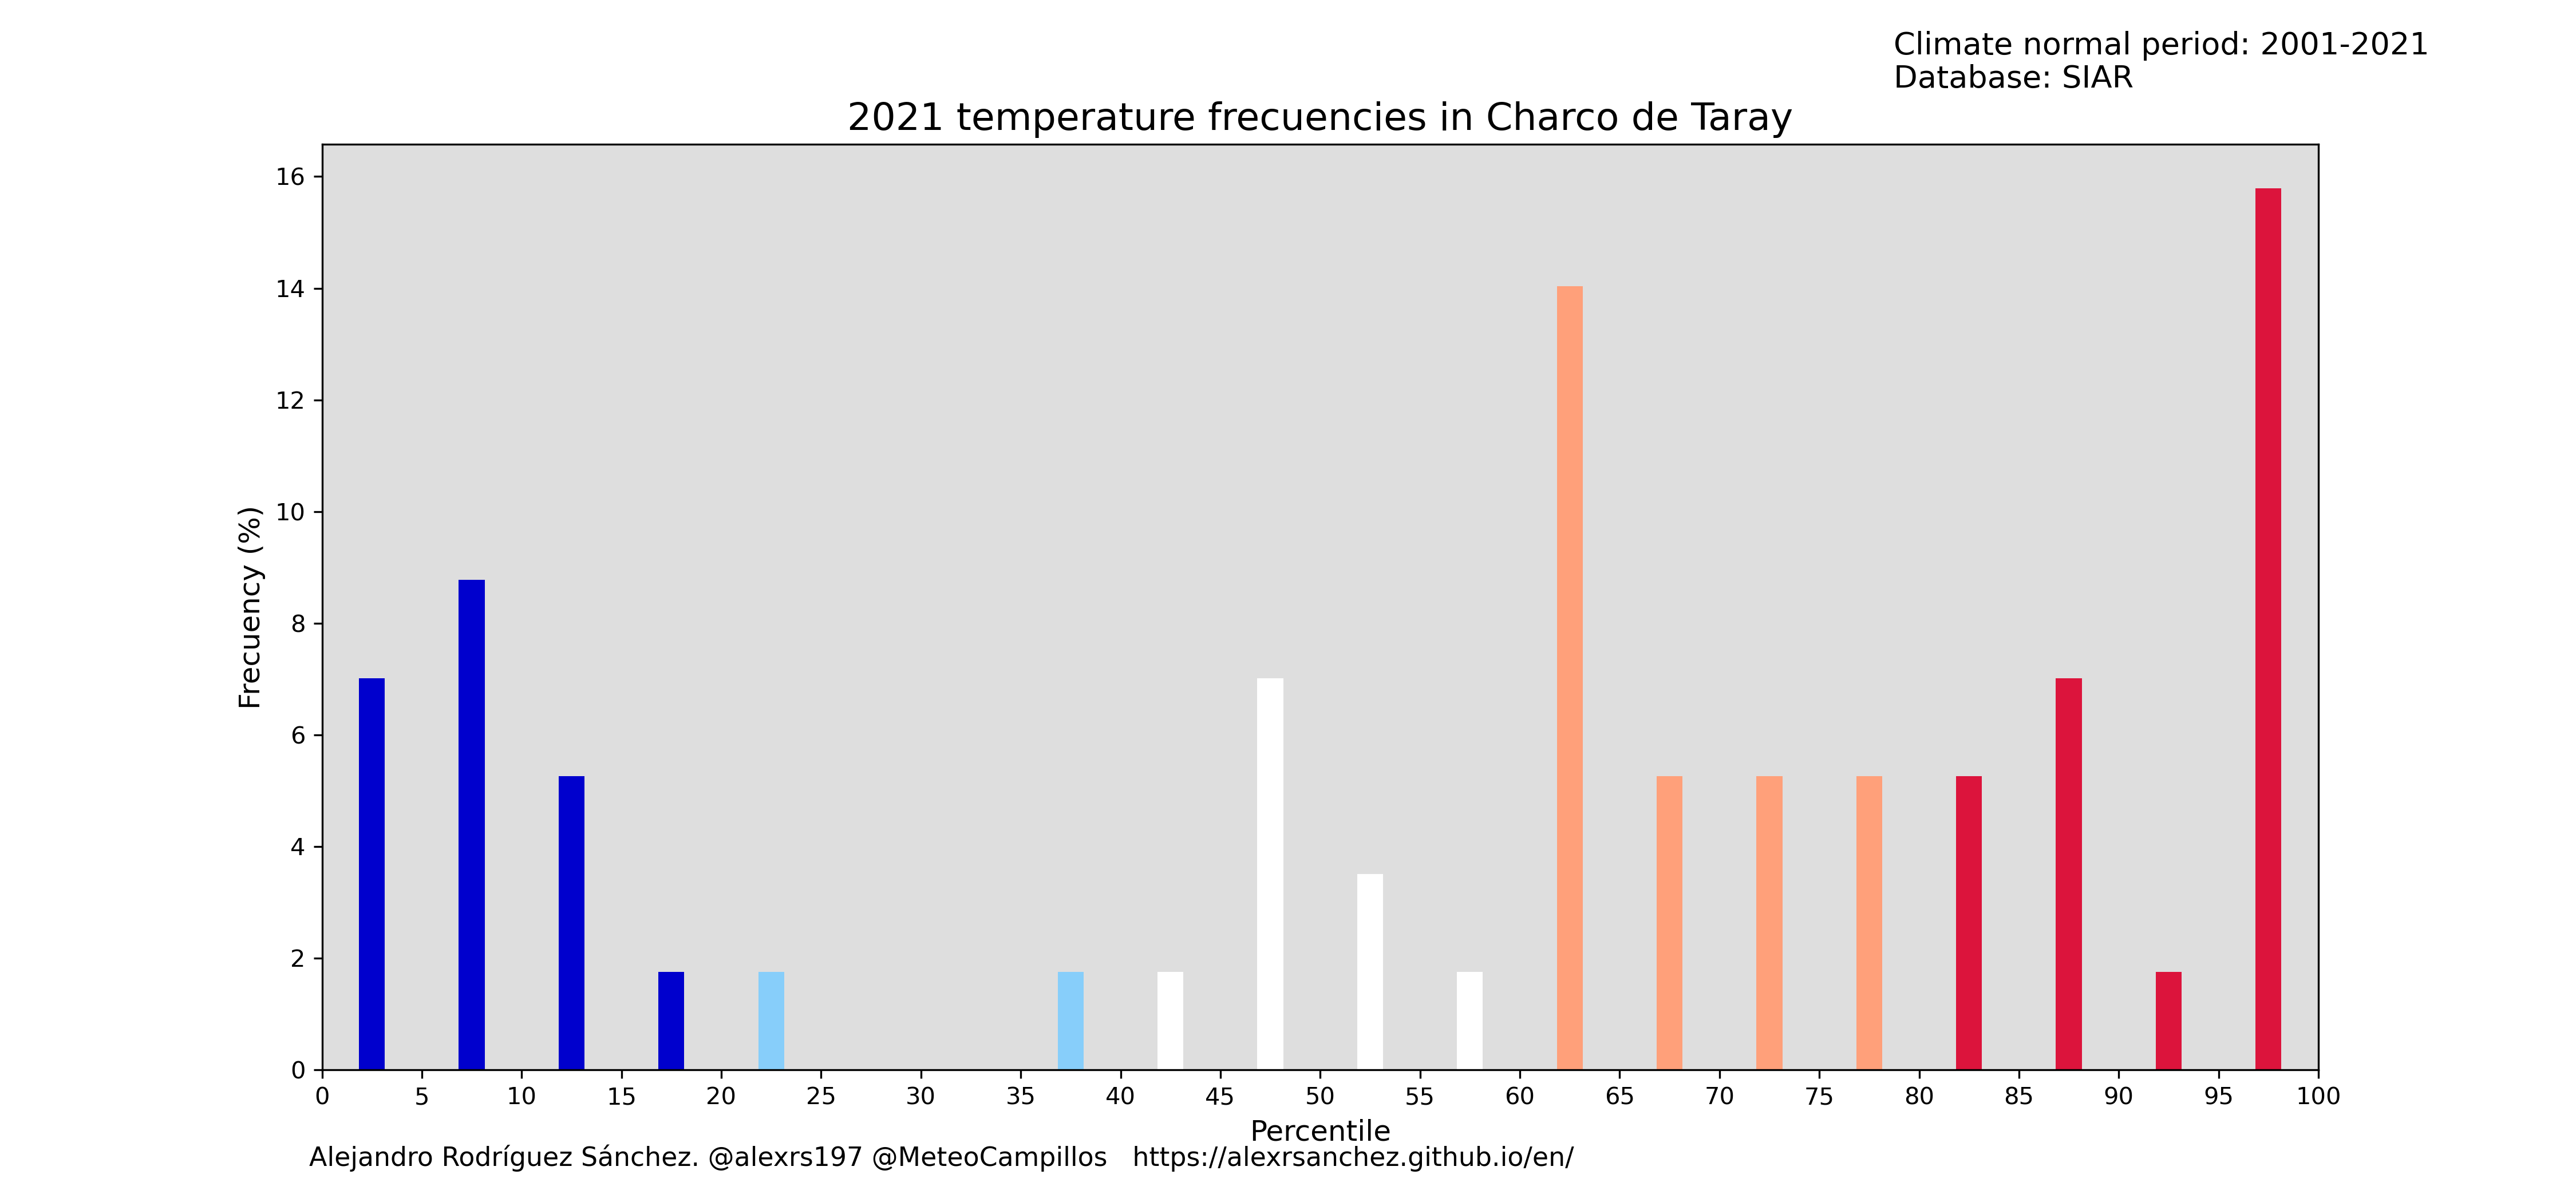 Climate normal period: 2001-2021
Database: SIAR
2021 temperature frecuencies in Charco de Taray
Frecuency (%)
16
14
12
10
8
6
4
2
0
0 5 10 15 20 25 30 35 40 45 50 55 60 65 70 75 80 85 90 95 100
Percentile
Alejandro Rodríguez Sánchez. @alexrs197 @MeteoCampillos https://alexrsanchez.github.io/en/